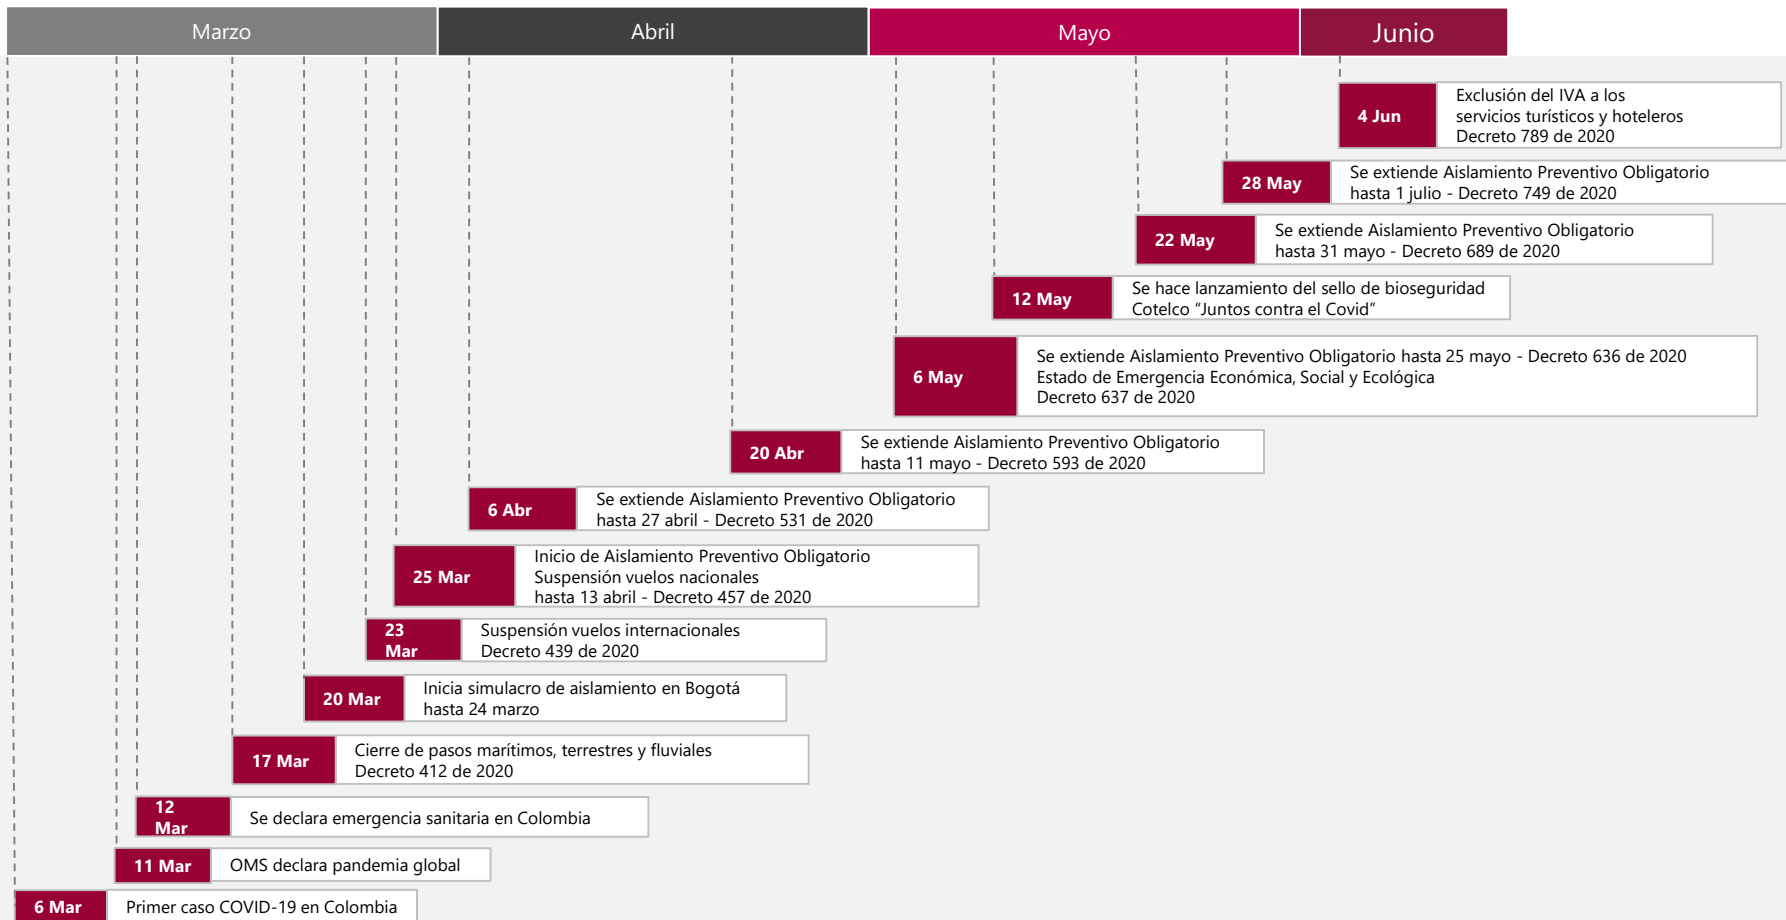 Marzo
Abril
Mayo
Junio
4 Jun
Exclusión del IVA a los
servicios turísticos y hoteleros
Decreto 789 de 2020
28 May
Se extiende Aislamiento Preventivo Obligatorio
hasta 1 julio - Decreto 749 de 2020
22 May
Se extiende Aislamiento Preventivo Obligatorio
hasta 31 mayo - Decreto 689 de 2020
12 May
Se hace lanzamiento del sello de bioseguridad
Cotelco “Juntos contra el Covid”
6 May
Se extiende Aislamiento Preventivo Obligatorio hasta 25 mayo - Decreto 636 de 2020
Estado de Emergencia Económica, Social y Ecológica
Decreto 637 de 2020
20 Abr
Se extiende Aislamiento Preventivo Obligatorio
hasta 11 mayo - Decreto 593 de 2020
6 Abr
Se extiende Aislamiento Preventivo Obligatorio
hasta 27 abril - Decreto 531 de 2020
25 Mar
Inicio de Aislamiento Preventivo Obligatorio
Suspensión vuelos nacionales
hasta 13 abril - Decreto 457 de 2020
23
Mar
Suspensión vuelos internacionales
Decreto 439 de 2020
20 Mar
Inicia simulacro de aislamiento en Bogotá
hasta 24 marzo
17 Mar
Cierre de pasos marítimos, terrestres y fluviales
Decreto 412 de 2020
12
Mar
Se declara emergencia sanitaria en Colombia
11 Mar
OMS declara pandemia global
6 Mar
Primer caso COVID-19 en Colombia